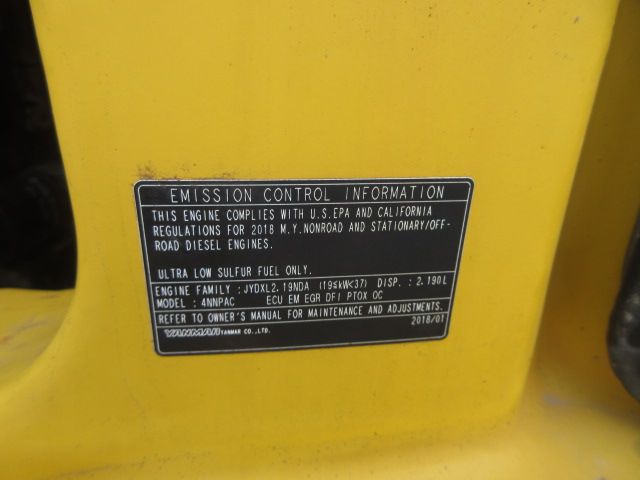 EMISSION CONTROL INFORMATION
THIS ENGINE COMPLIES WITH U.S.EPA AND CALIFORNIA
REGULATIONS FOR 2018 M.Y.NONROAD AND STATIONARY/OFF-
ROAD DIESEL ENGINES.
ULTRA LOW SULFUR FUEL ONLY.
ENGINE FAMILY : JYDXL2.19NDA (19≤kW<37) DISP. : 2.190L
MODEL : 4NNPAC ECU EM EGR DFI PTOX OC
REFER TO OWNER'S MANUAL FOR MAINTENANCE AND ADJUSTMANTS.
YANMAR YANMAR CO.,LTD. 2018/01